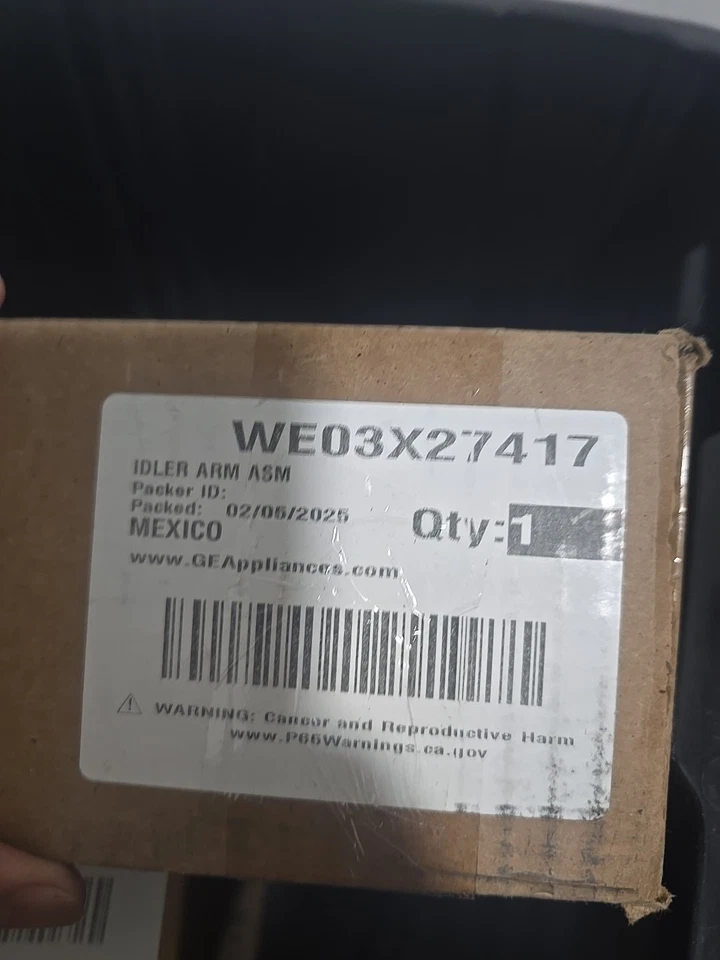 WE03X27417
IDLER ARM ASM
Packer ID:
Packed: 02/05/2025
MEXICO
Qty:1
www.GEAppliances.com
⚠ WARNING: Cancer and Reproductive Harm
www.P65Warnings.ca.gov